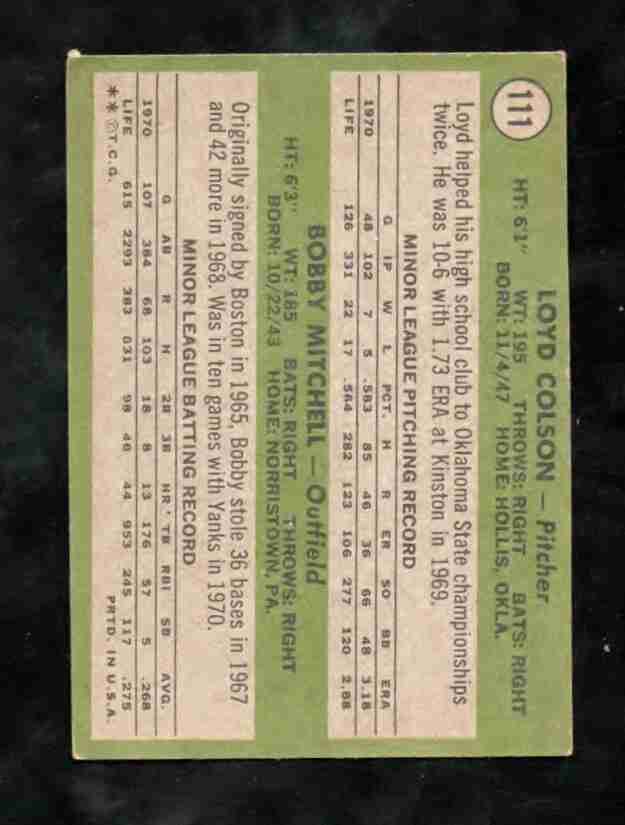 111
LOYD COLSON — Pitcher
HT: 6'1" WT: 195 THROWS: RIGHT BATS: RIGHT
BORN: 11/4/47 HOME: HOLLIS, OKLA.
Loyd helped his high school club to Oklahoma State championships
twice. He was 10-6 with 1.73 ERA at Kinston in 1969.
MINOR LEAGUE PITCHING RECORD
G IP W L PCT. H R ER SO BB ERA
1970 48 102 7 5 .583 85 46 36 66 48 3.18
LIFE 126 331 22 17 .564 282 123 106 277 120 2.88
BOBBY MITCHELL — Outfield
HT: 6'3" WT: 185 BATS: RIGHT THROWS: RIGHT
BORN: 10/22/43 HOME: NORRISTOWN, PA.
Originally signed by Boston in 1965, Bobby stole 36 bases in 1967
and 42 more in 1968. Was in ten games with Yanks in 1970.
MINOR LEAGUE BATTING RECORD
G AB R H 2B 3B HR TB RBI SB AVG.
1970 107 384 68 103 18 8 13 176 57 5 .268
LIFE 615 2293 383 631 98 46 44 953 245 117 .275
**©T.C.G. PRTD. IN U.S.A.